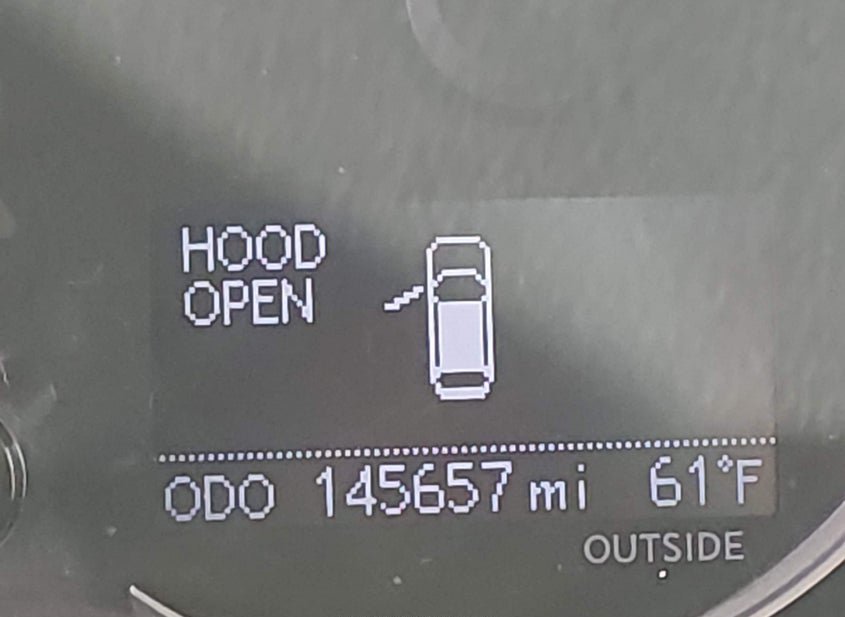 HOOD
OPEN
ODO 145657 mi 61°F
OUTSIDE